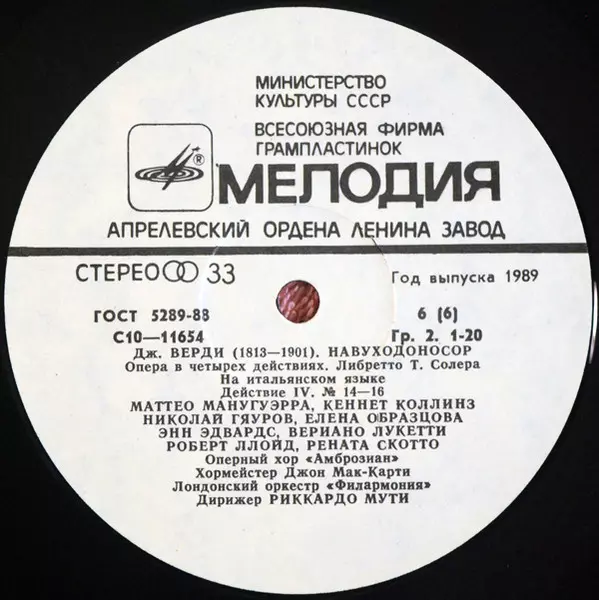 МИНИСТЕРСТВО
КУЛЬТУРЫ СССР
ВСЕСОЮЗНАЯ ФИРМА
ГРАМПЛАСТИНОК
®
МЕЛОДИЯ
АПРЕЛЕВСКИЙ ОРДЕНА ЛЕНИНА ЗАВОД
СТЕРЕО 33
Год выпуска 1989
ГОСТ 5289-88
6 (6)
С10—11654
Гр. 2. 1-20
Дж. ВЕРДИ (1813—1901). НАВУХОДОНОСОР
Опера в четырех действиях. Либретто Т. Солера
На итальянском языке
Действие IV. № 14—16
МАТТЕО МАНУГУЭРРА, КЕННЕТ КОЛЛИНЗ
НИКОЛАЙ ГЯУРОВ, ЕЛЕНА ОБРАЗЦОВА
ЭНН ЭДВАРДС, ВЕРИАНО ЛУКЕТТИ
РОБЕРТ ЛЛОЙД, РЕНАТА СКОТТО
Оперный хор «Амброзиан»
Хормейстер Джон Мак-Карти
Лондонский оркестр «Филармония»
Дирижер РИККАРДО МУТИ